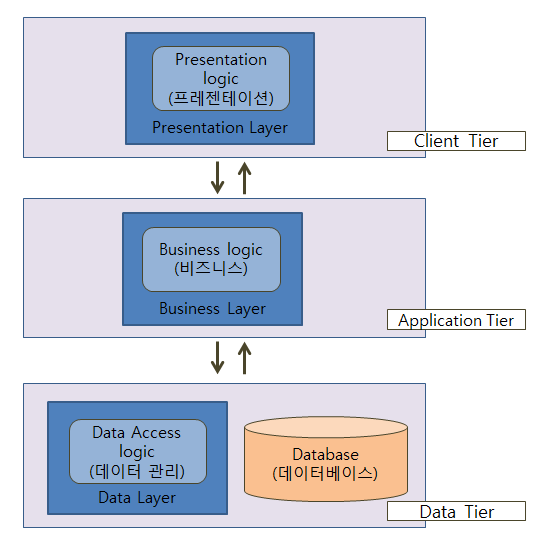 Presentation
logic
(프레젠테이션)
Presentation Layer
Client Tier
Business logic
(비즈니스)
Business Layer
Application Tier
Data Access
logic
(데이터 관리)
Data Layer
Database
(데이터베이스)
Data Tier